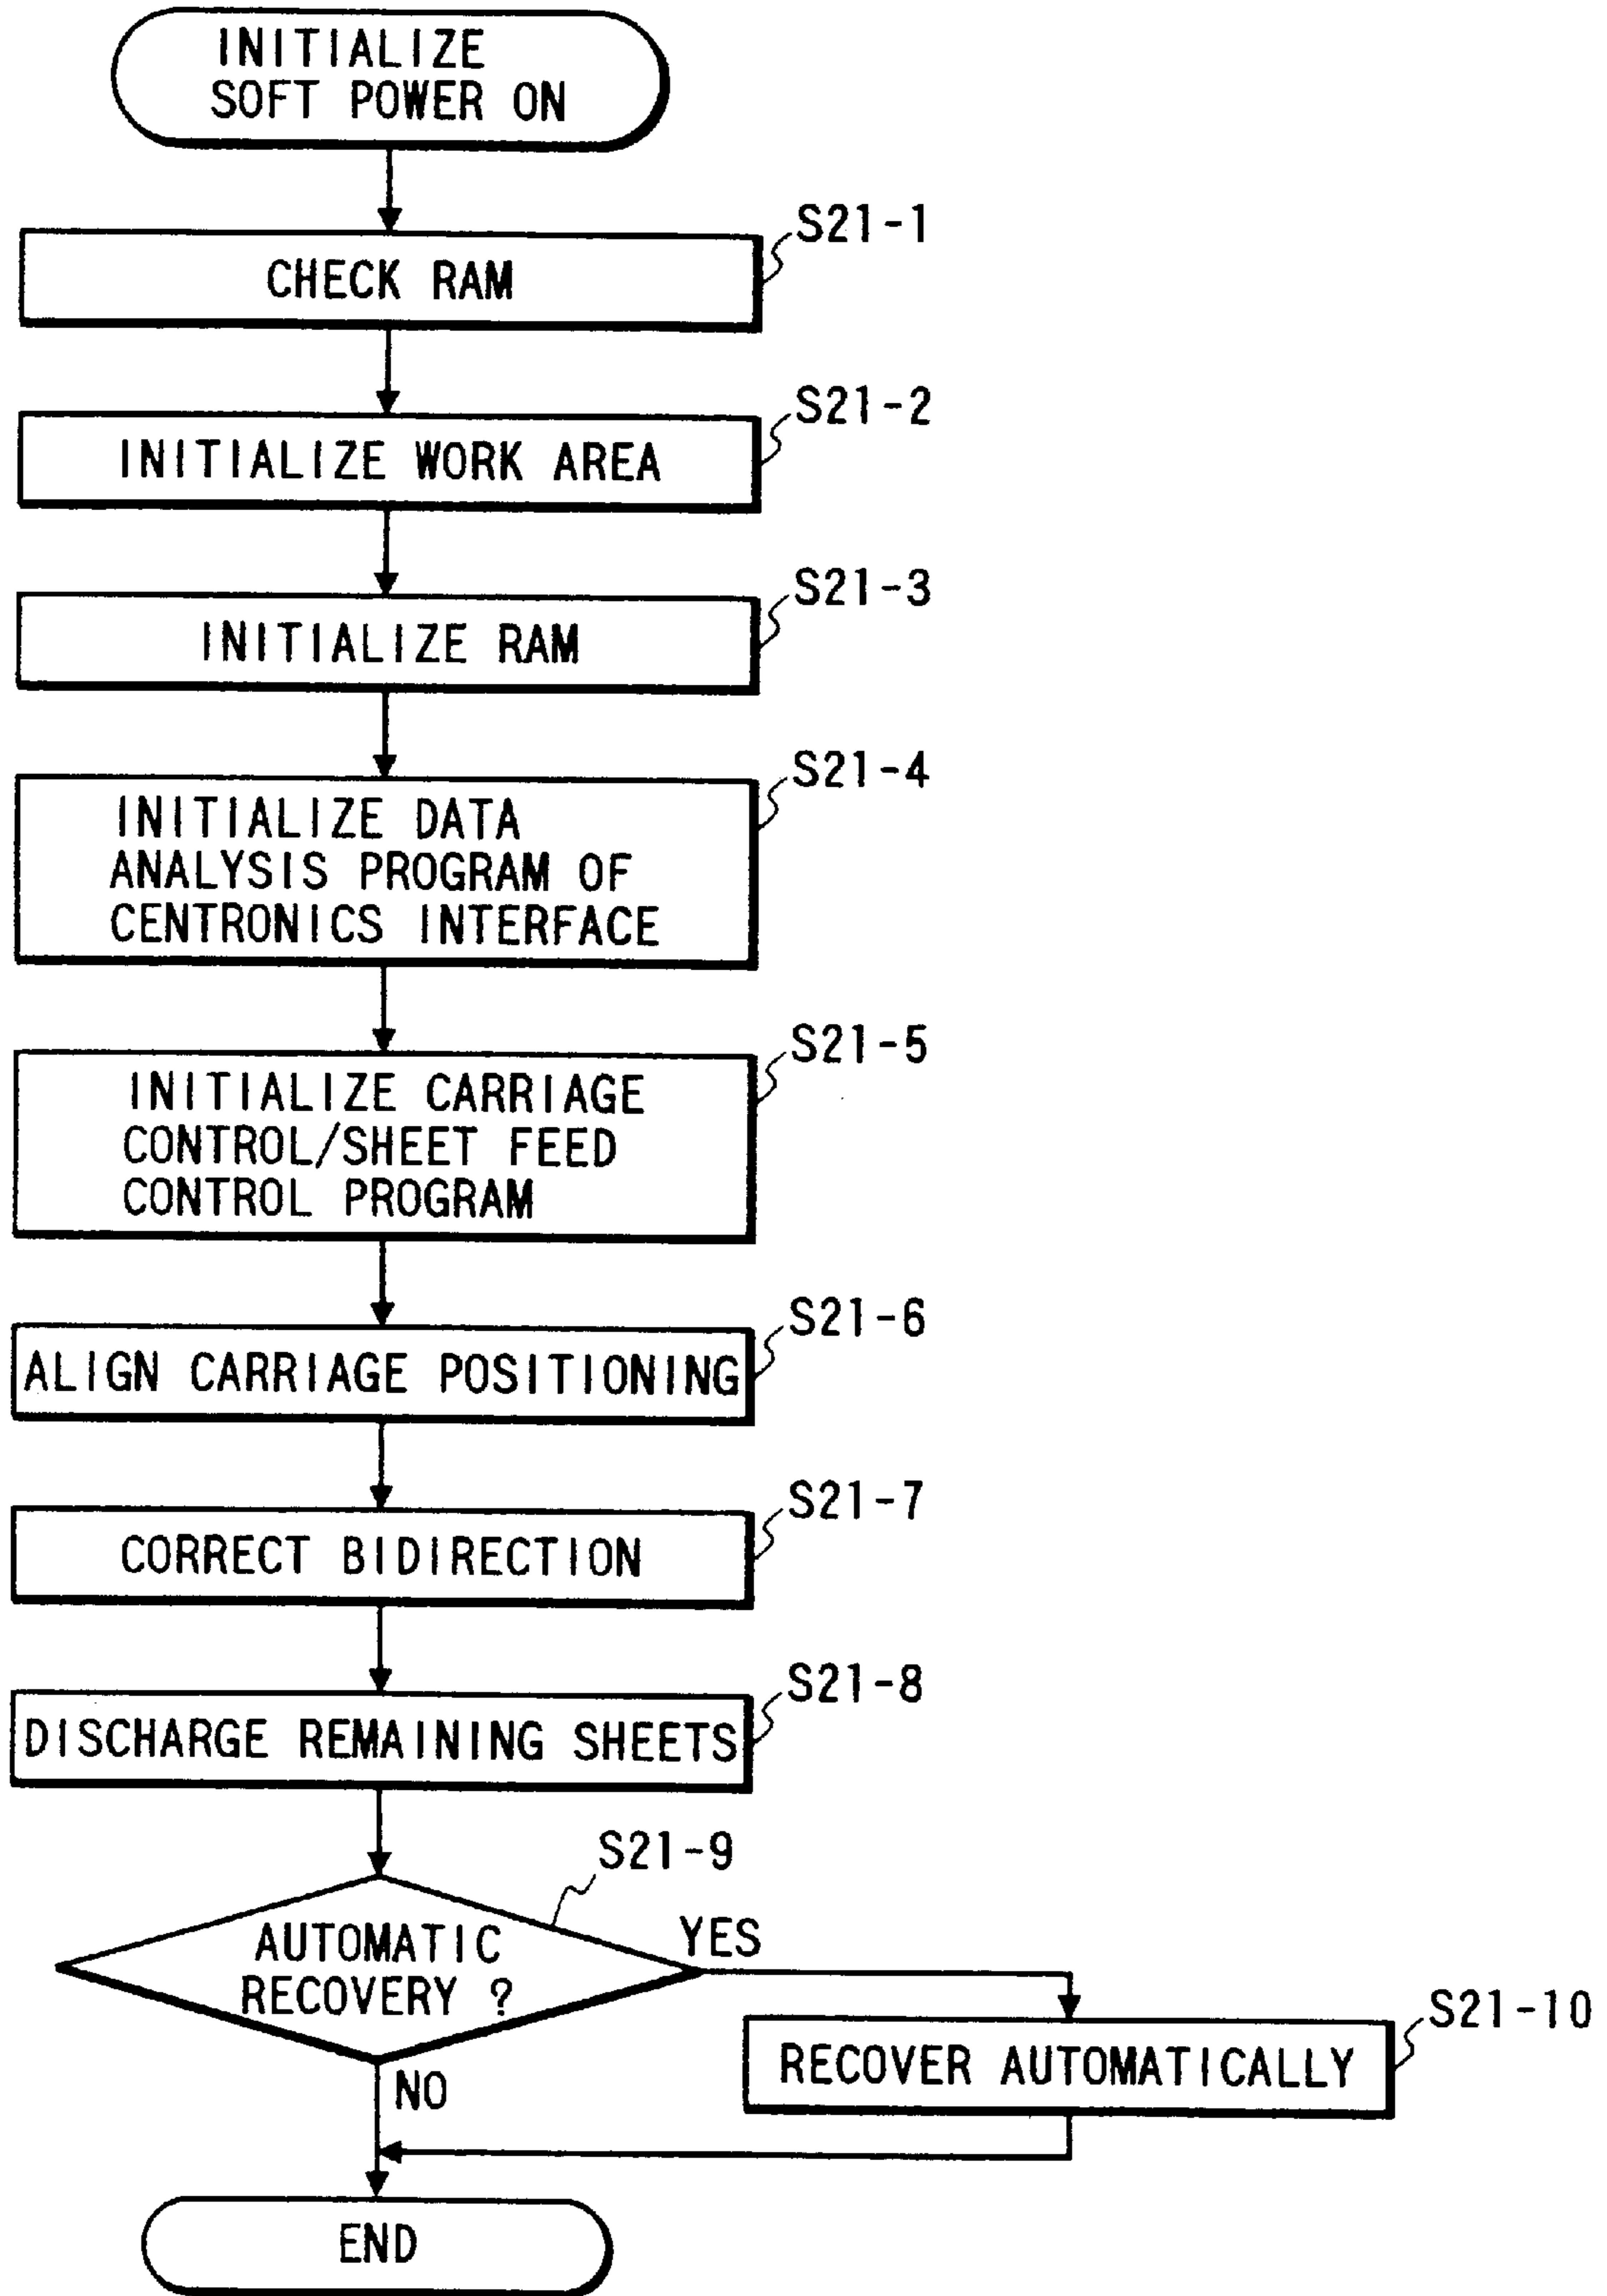 INITIALIZE
SOFT POWER ON
S21-1
CHECK RAM
S21-2
INITIALIZE WORK AREA
S21-3
INITIALIZE RAM
S21-4
INITIALIZE DATA
ANALYSIS PROGRAM OF
CENTRONICS INTERFACE
S21-5
INITIALIZE CARRIAGE
CONTROL/SHEET FEED
CONTROL PROGRAM
S21-6
ALIGN CARRIAGE POSITIONING
S21-7
CORRECT BIDIRECTION
S21-8
DISCHARGE REMAINING SHEETS
S21-9
AUTOMATIC
RECOVERY ?
YES
S21-10
RECOVER AUTOMATICALLY
NO
END